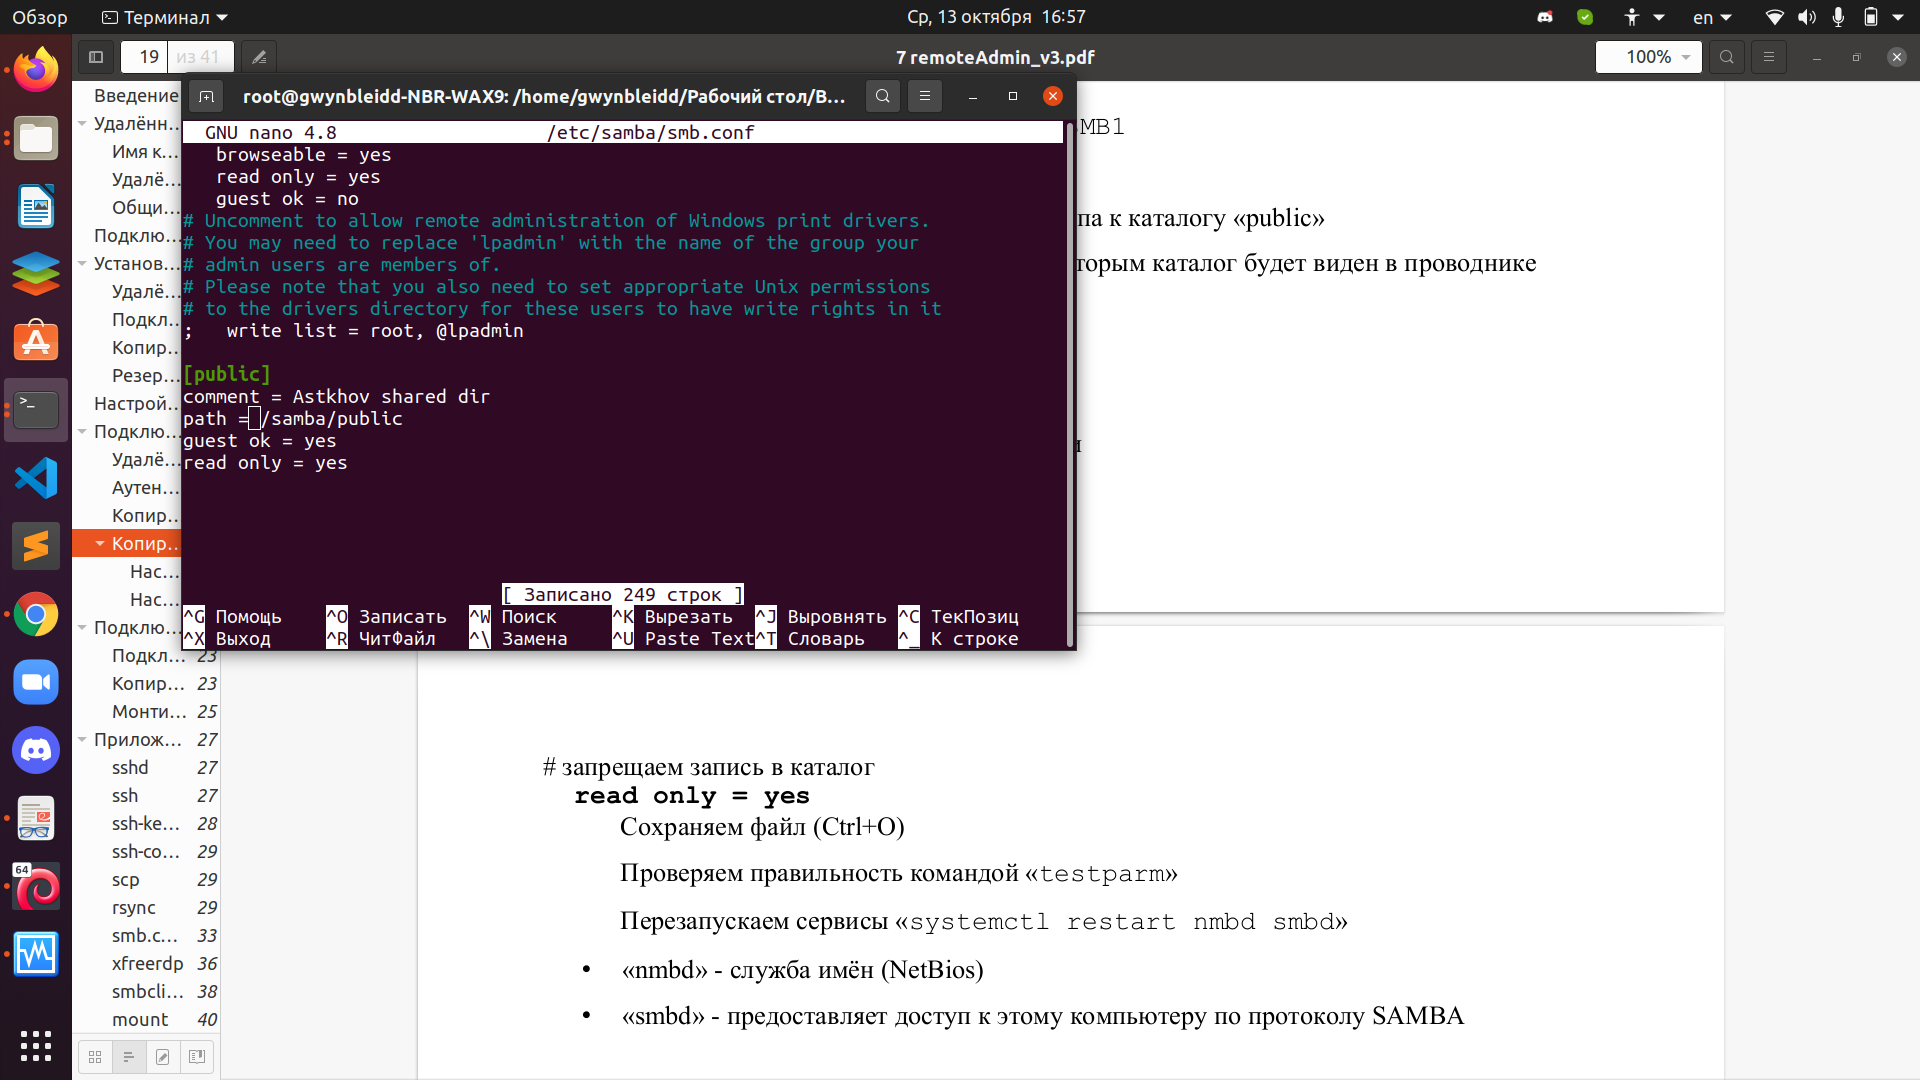 Обзор
Терминал
Ср, 13 октября 16:57
en
19
из 41
7 remoteAdmin_v3.pdf
100%
Введение
Удалённ…
Имя к…
Удалё…
Общи…
Подклю…
Установ…
Удалё…
Подкл…
Копир…
Резер…
Настрой…
Подклю…
Удалё…
Аутен…
Копир…
Копир…
Нас…
Нас…
Подклю…
Подкл… 23
Копир… 23
Монти… 25
Прилож… 27
sshd 27
ssh 27
ssh-ke… 28
ssh-co… 29
scp 29
rsync 29
smb.c… 33
xfreerdp 36
smbcli… 38
mount 40
root@gwynbleidd-NBR-WAX9: /home/gwynbleidd/Рабочий стол/В…
GNU nano 4.8 /etc/samba/smb.conf
browseable = yes
read only = yes
guest ok = no
# Uncomment to allow remote administration of Windows print drivers.
# You may need to replace 'lpadmin' with the name of the group your
# admin users are members of.
# Please note that you also need to set appropriate Unix permissions
# to the drivers directory for these users to have write rights in it
; write list = root, @lpadmin
[public]
comment = Astkhov shared dir
path = /samba/public
guest ok = yes
read only = yes
[ Записано 249 строк ]
^G Помощь ^O Записать ^W Поиск ^K Вырезать ^J Выровнять ^C ТекПозиц
^X Выход ^R ЧитФайл ^\ Замена ^U Paste Text ^T Словарь ^_ К строке
MB1
па к каталогу «public»
торым каталог будет виден в проводнике
# запрещаем запись в каталог
read only = yes
Сохраняем файл (Ctrl+O)
Проверяем правильность командой «testparm»
Перезапускаем сервисы «systemctl restart nmbd smbd»
• «nmbd» - служба имён (NetBios)
• «smbd» - предоставляет доступ к этому компьютеру по протоколу SAMBA
64